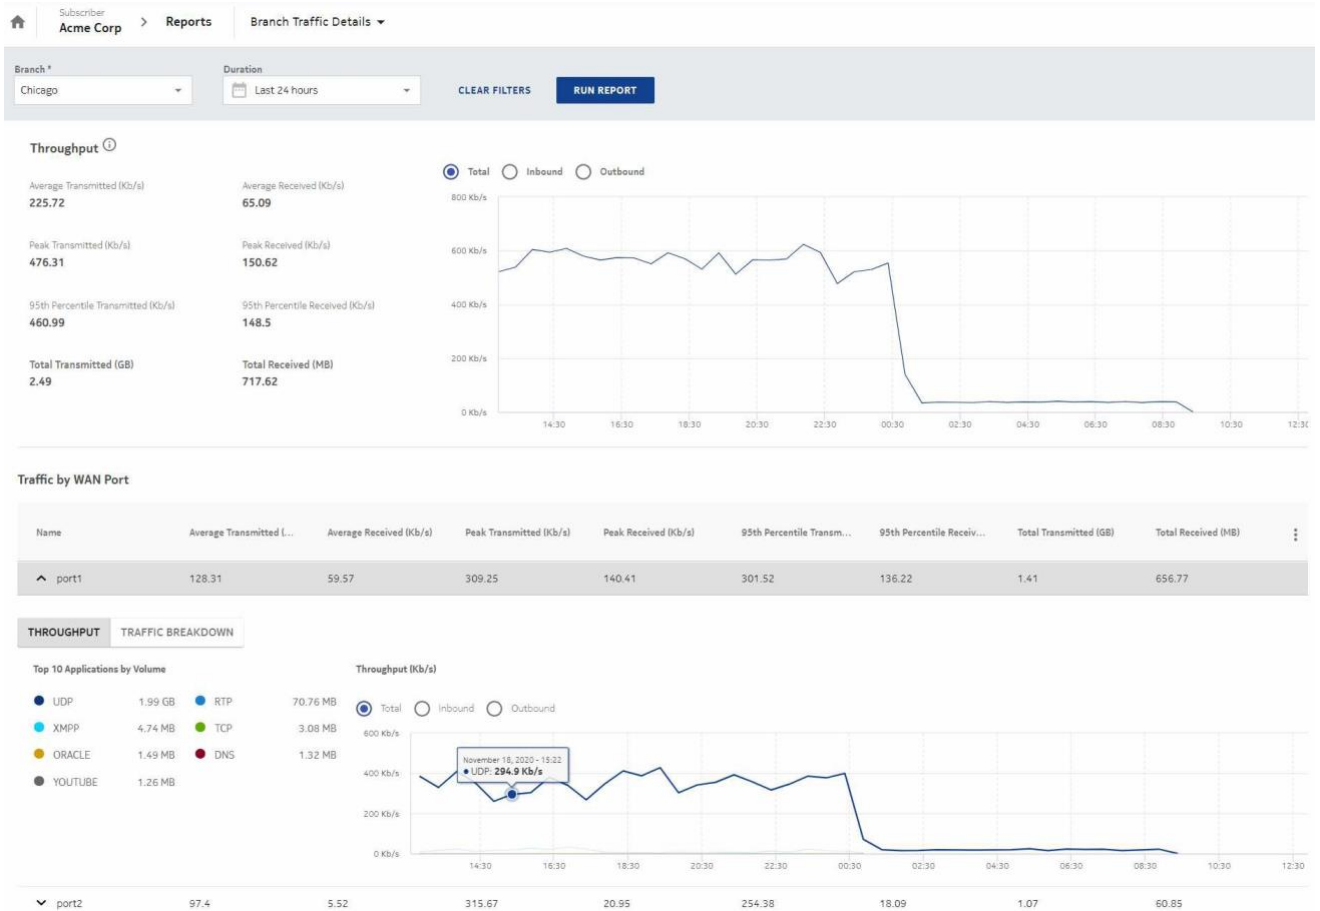 Subscriber
Acme Corp > Reports Branch Traffic Details
Branch * Duration
Chicago Last 24 hours CLEAR FILTERS RUN REPORT
Throughput
Total Inbound Outbound
Average Transmitted (Kb/s) Average Received (Kb/s)
225.72 65.09
Peak Transmitted (Kb/s) Peak Received (Kb/s)
476.31 150.62
95th Percentile Transmitted (Kb/s) 95th Percentile Received (Kb/s)
460.99 148.5
Total Transmitted (GB) Total Received (MB)
2.49 717.62
800 Kb/s
600 Kb/s
400 Kb/s
200 Kb/s
0 Kb/s
14:30 16:30 18:30 20:30 22:30 00:30 02:30 04:30 06:30 08:30 10:30 12:30
Traffic by WAN Port
Name Average Transmitted (... Average Received (Kb/s) Peak Transmitted (Kb/s) Peak Received (Kb/s) 95th Percentile Transm... 95th Percentile Receiv... Total Transmitted (GB) Total Received (MB)
port1 128.31 59.57 309.25 140.41 301.52 136.22 1.41 656.77
THROUGHPUT TRAFFIC BREAKDOWN
Top 10 Applications by Volume Throughput (Kb/s)
UDP 1.99 GB RTP 70.76 MB
XMPP 4.74 MB TCP 3.08 MB
ORACLE 1.49 MB DNS 1.32 MB
YOUTUBE 1.26 MB
Total Inbound Outbound
600 Kb/s
400 Kb/s
200 Kb/s
0 Kb/s
November 18, 2020 - 15:22
UDP: 294.9 Kb/s
14:30 16:30 18:30 20:30 22:30 00:30 02:30 04:30 06:30 08:30 10:30 12:30
port2 97.4 5.52 315.67 20.95 254.38 18.09 1.07 60.85